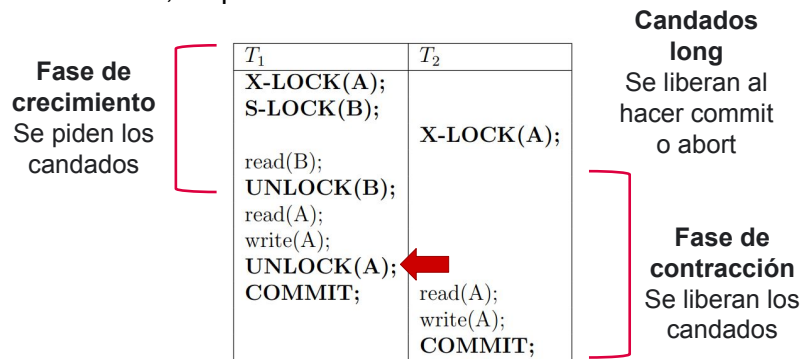 Fase de
crecimiento
Se piden los
candados
T₁ T₂
X-LOCK(A);
S-LOCK(B);
X-LOCK(A);
read(B);
UNLOCK(B);
read(A);
write(A);
UNLOCK(A);
COMMIT; read(A);
write(A);
COMMIT;
Candados
long
Se liberan al
hacer commit
o abort
Fase de
contracción
Se liberan los
candados